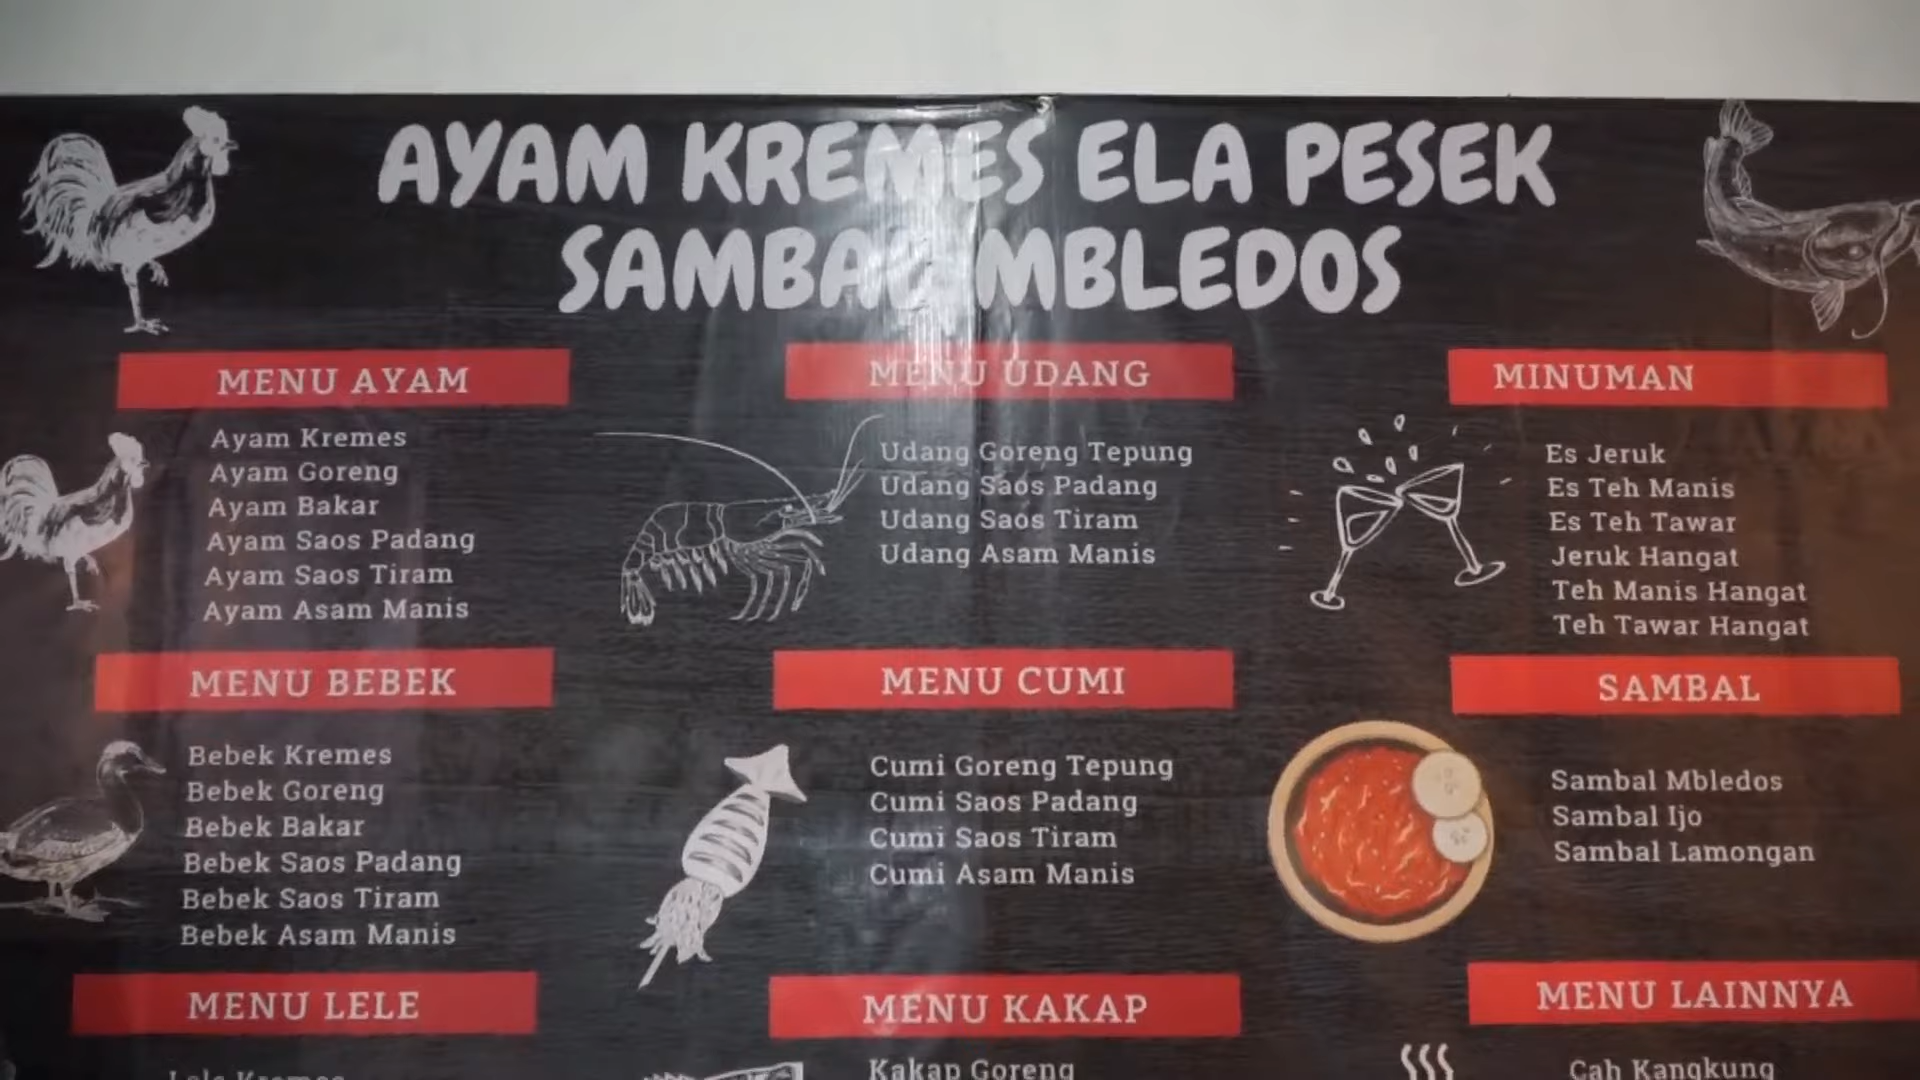 AYAM KREMES ELA PESEK
SAMBAL MBLEDOS
MENU AYAM
Ayam Kremes
Ayam Goreng
Ayam Bakar
Ayam Saos Padang
Ayam Saos Tiram
Ayam Asam Manis
MENU BEBEK
Bebek Kremes
Bebek Goreng
Bebek Bakar
Bebek Saos Padang
Bebek Saos Tiram
Bebek Asam Manis
MENU LELE
Lele Kremes
MENU UDANG
Udang Goreng Tepung
Udang Saos Padang
Udang Saos Tiram
Udang Asam Manis
MENU CUMI
Cumi Goreng Tepung
Cumi Saos Padang
Cumi Saos Tiram
Cumi Asam Manis
MENU KAKAP
Kakap Goreng
MINUMAN
Es Jeruk
Es Teh Manis
Es Teh Tawar
Jeruk Hangat
Teh Manis Hangat
Teh Tawar Hangat
SAMBAL
Sambal Mbledos
Sambal Ijo
Sambal Lamongan
MENU LAINNYA
Cah Kangkung